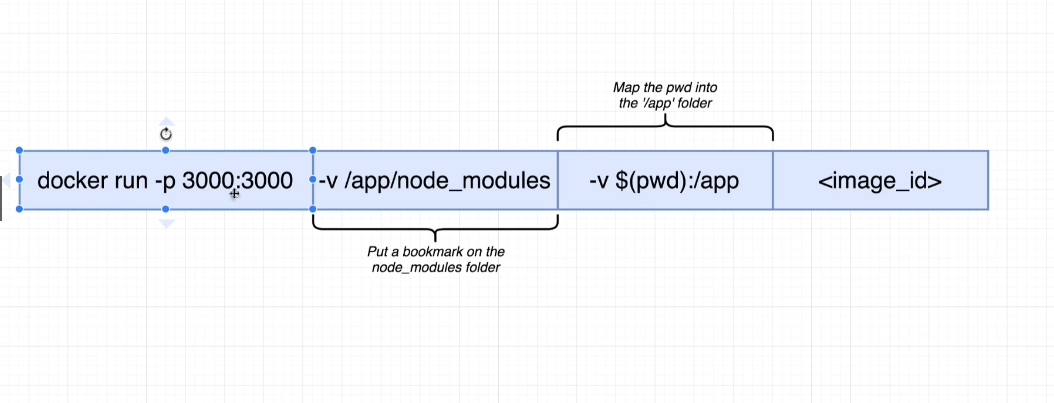 Map the pwd into
the '/app' folder
docker run -p 3000:3000 -v /app/node_modules -v $(pwd):/app <image_id>
Put a bookmark on the
node_modules folder